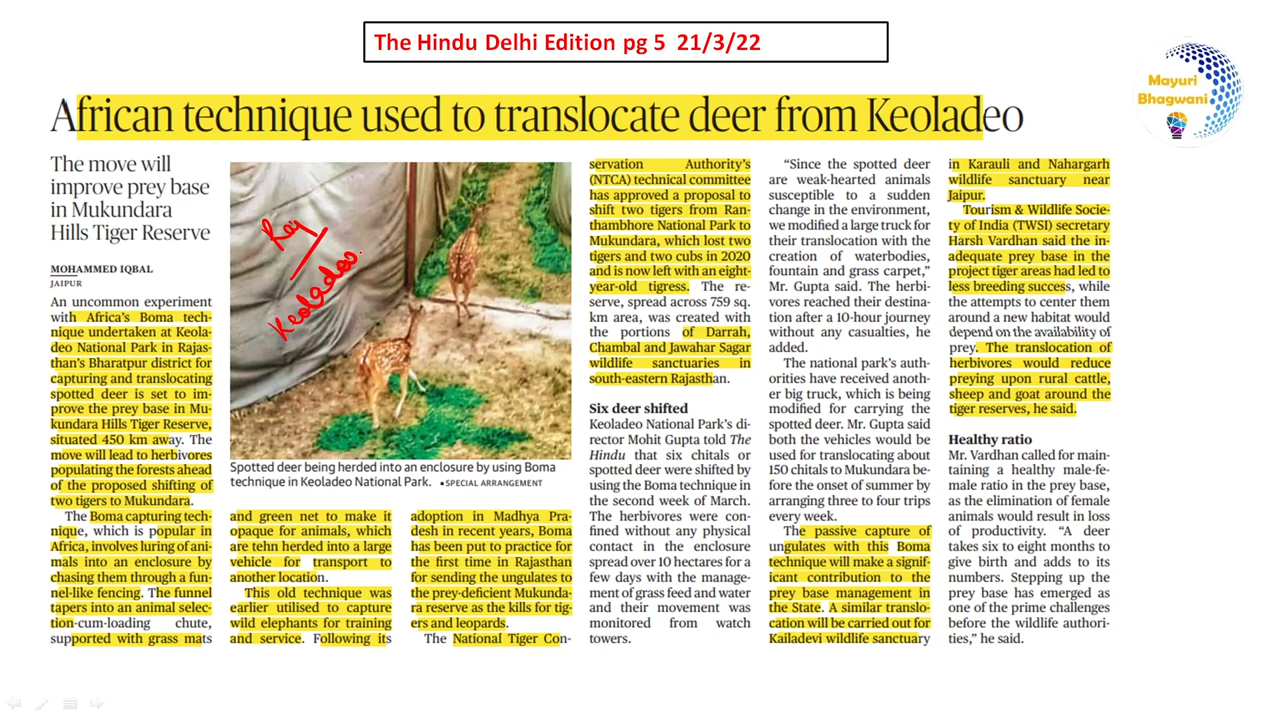 The Hindu Delhi Edition pg 5 21/3/22
Mayuri
Bhagwani
African technique used to translocate deer from Keoladeo
The move will
improve prey base
in Mukundara
Hills Tiger Reserve
MOHAMMED IQBAL
JAIPUR
An uncommon experiment
with Africa's Boma tech-
nique undertaken at Keola-
deo National Park in Rajas-
than's Bharatpur district for
capturing and translocating
spotted deer is set to im-
prove the prey base in Mu-
kundara Hills Tiger Reserve,
situated 450 km away. The
move will lead to herbivores
populating the forests ahead
of the proposed shifting of
two tigers to Mukundara.
The Boma capturing tech-
nique, which is popular in
Africa, involves luring of ani-
mals into an enclosure by
chasing them through a fun-
nel-like fencing. The funnel
tapers into an animal selec-
tion-cum-loading chute,
supported with grass mats
Raj
Keoladeo.
Spotted deer being herded into an enclosure by using Boma
technique in Keoladeo National Park. •SPECIAL ARRANGEMENT
and green net to make it
opaque for animals, which
are tehn herded into a large
vehicle for transport to
another location.
This old technique was
earlier utilised to capture
wild elephants for training
and service. Following its
adoption in Madhya Pra-
desh in recent years, Boma
has been put to practice for
the first time in Rajasthan
for sending the ungulates to
the prey-deficient Mukunda-
ra reserve as the kills for tig-
ers and leopards.
The National Tiger Con-
servation Authority's
(NTCA) technical committee
has approved a proposal to
shift two tigers from Ran-
thambhore National Park to
Mukundara, which lost two
tigers and two cubs in 2020
and is now left with an eight-
year-old tigress. The re-
serve, spread across 759 sq.
km area, was created with
the portions of Darrah,
Chambal and Jawahar Sagar
wildlife sanctuaries in
south-eastern Rajasthan.
Six deer shifted
Keoladeo National Park's di-
rector Mohit Gupta told The
Hindu that six chitals or
spotted deer were shifted by
using the Boma technique in
the second week of March.
The herbivores were con-
fined without any physical
contact in the enclosure
spread over 10 hectares for a
few days with the manage-
ment of grass feed and water
and their movement was
monitored from watch
towers.
"Since the spotted deer
are weak-hearted animals
susceptible to a sudden
change in the environment,
we modified a large truck for
their translocation with the
creation of waterbodies,
fountain and grass carpet,"
Mr. Gupta said. The herbi-
vores reached their destina-
tion after a 10-hour journey
without any casualties, he
added.
The national park's auth-
orities have received anoth-
er big truck, which is being
modified for carrying the
spotted deer. Mr. Gupta said
both the vehicles would be
used for translocating about
150 chitals to Mukundara be-
fore the onset of summer by
arranging three to four trips
every week.
The passive capture of
ungulates with this Boma
technique will make a signif-
icant contribution to the
prey base management in
the State. A similar translo-
cation will be carried out for
Kailadevi wildlife sanctuary
in Karauli and Nahargarh
wildlife sanctuary near
Jaipur.
Tourism & Wildlife Socie-
ty of India (TWSI) secretary
Harsh Vardhan said the in-
adequate prey base in the
project tiger areas had led to
less breeding success, while
the attempts to center them
around a new habitat would
depend on the availability of
prey. The translocation of
herbivores would reduce
preying upon rural cattle,
sheep and goat around the
tiger reserves, he said.
Healthy ratio
Mr. Vardhan called for main-
taining a healthy male-fe-
male ratio in the prey base,
as the elimination of female
animals would result in loss
of productivity. "A deer
takes six to eight months to
give birth and adds to its
numbers. Stepping up the
prey base has emerged as
one of the prime challenges
before the wildlife authori-
ties," he said.